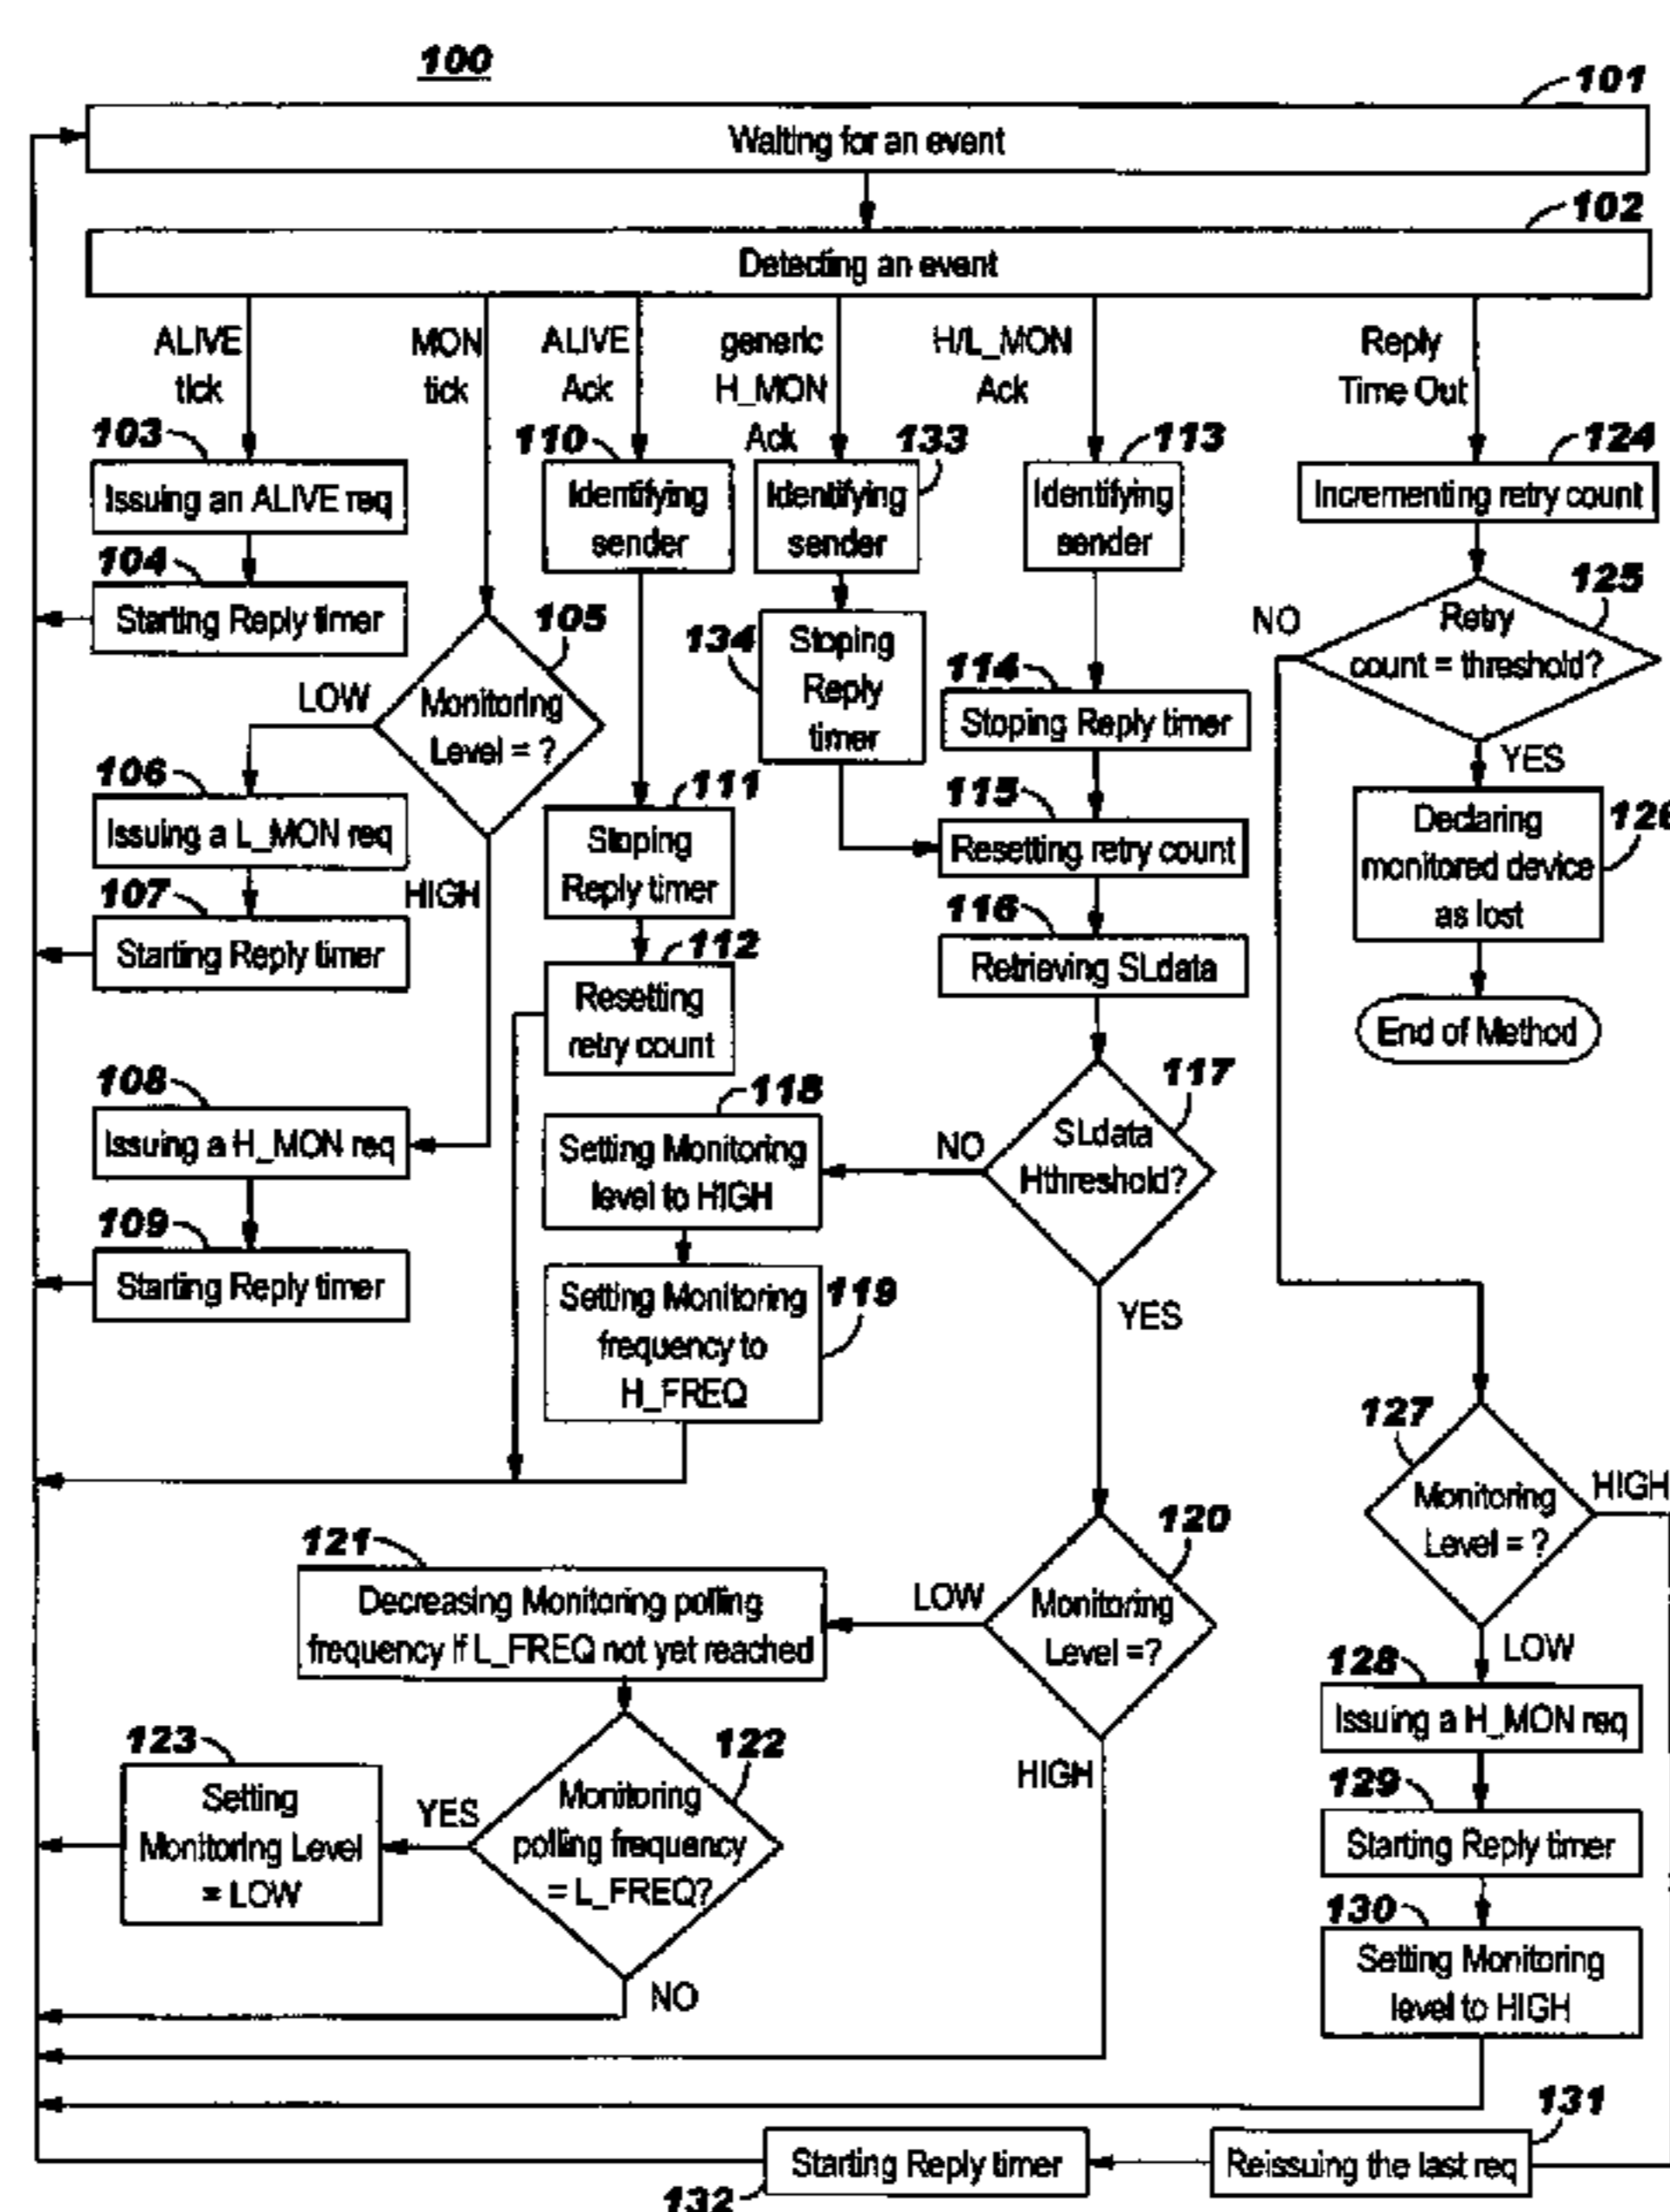 100
101
Waiting for an event
102
Detecting an event
ALIVE
tick
MON
tick
ALIVE
Ack
generic
H_MON
Ack
H/L_MON
Ack
Reply
Time Out
103
Issuing an ALIVE req
104
Starting Reply timer
105
Monitoring
Level = ?
LOW
HIGH
106
Issuing a L_MON req
107
Starting Reply timer
108
Issuing a H_MON req
109
Starting Reply timer
110
Identifying
sender
111
Stoping
Reply timer
112
Resetting
retry count
133
Identifying
sender
134
Stoping
Reply
timer
113
Identifying
sender
114
Stoping Reply timer
115
Resetting retry count
116
Retrieving SLdata
117
SLdata
Hthreshold?
NO
YES
118
Setting Monitoring
level to HIGH
119
Setting Monitoring
frequency to
H_FREQ
120
Monitoring
Level =?
LOW
HIGH
121
Decreasing Monitoring polling
frequency if L_FREQ not yet reached
122
Monitoring
polling frequency
= L_FREQ?
YES
NO
123
Setting
Monitoring Level
= LOW
124
Incrementing retry count
125
Retry
count = threshold?
NO
YES
126
Declaring
monitored device
as lost
End of Method
127
Monitoring
Level = ?
HIGH
LOW
128
Issuing a H_MON req
129
Starting Reply timer
130
Setting Monitoring
level to HIGH
131
Reissuing the last req
132
Starting Reply timer